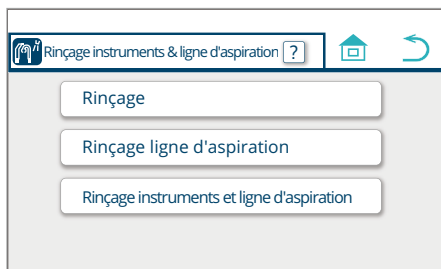 Rinçage instruments & ligne d'aspiration ?
Rinçage
Rinçage ligne d'aspiration
Rinçage instruments et ligne d'aspiration